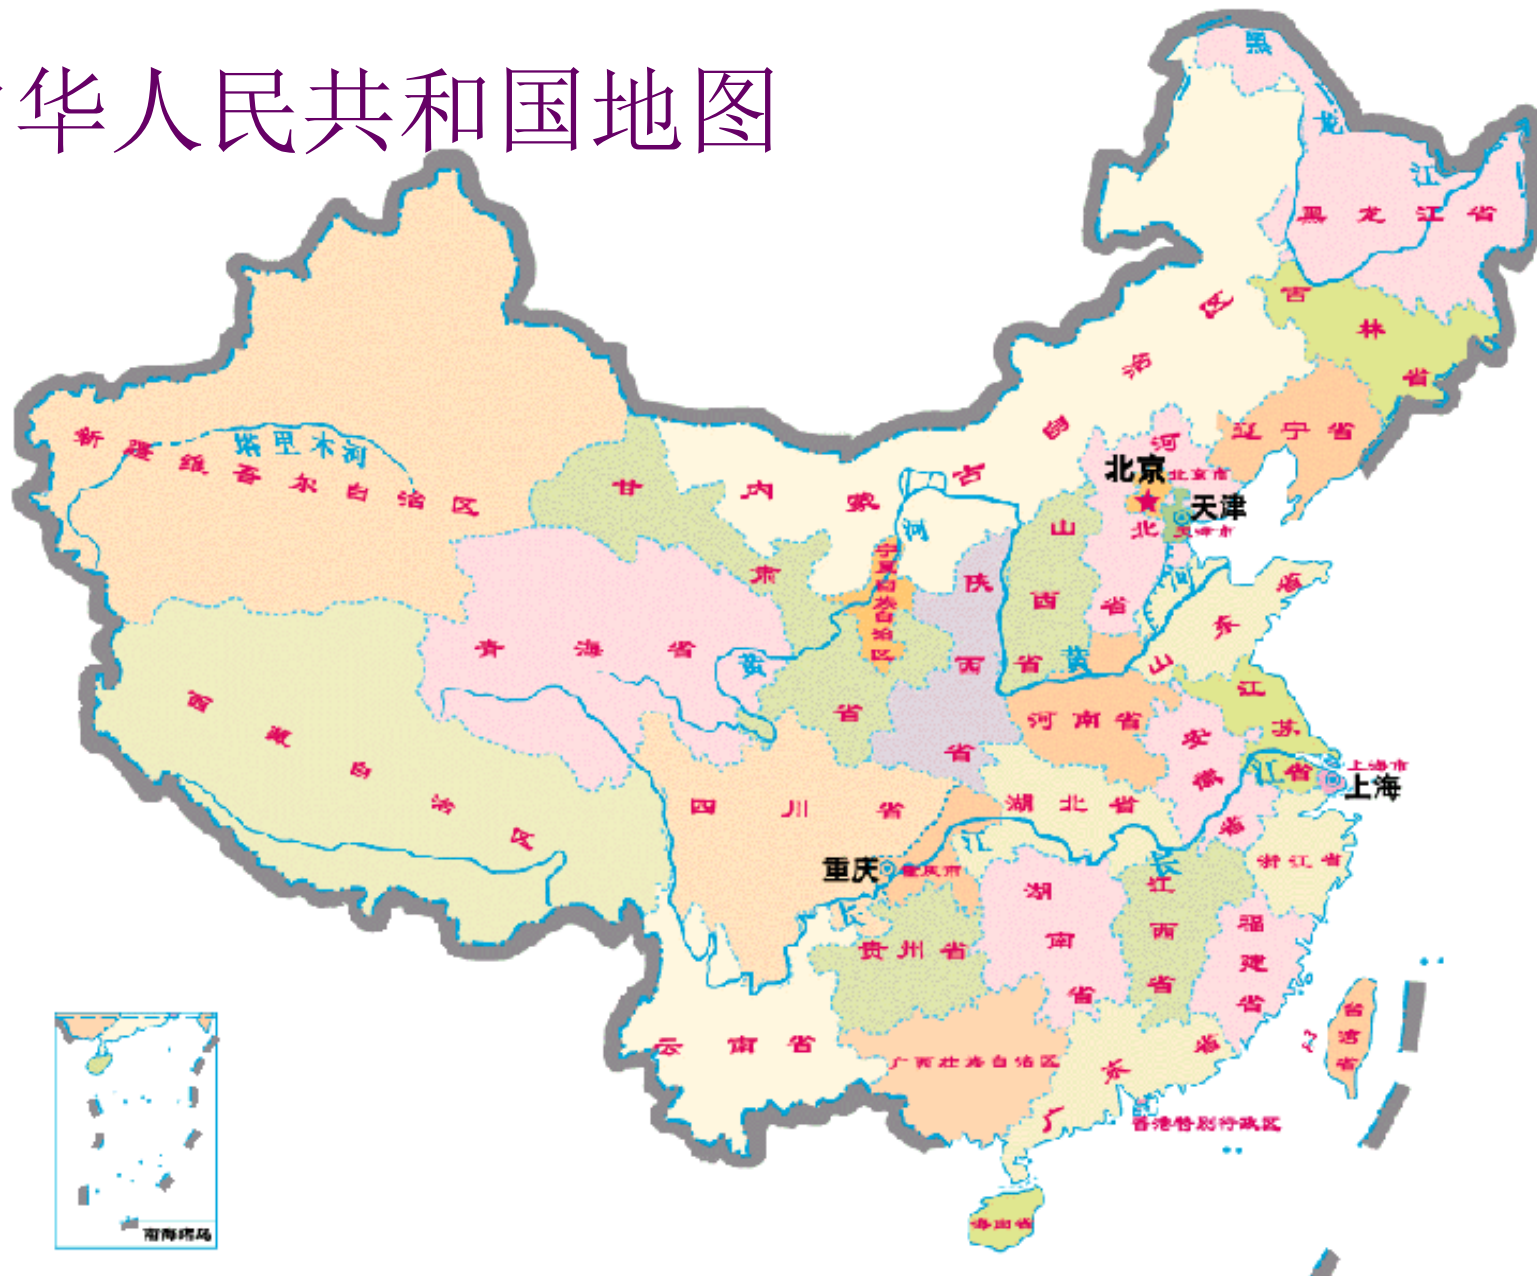 华人民共和国地图
黑龙江
黑龙江省
吉林省
辽宁省
内蒙古自治区
新疆维吾尔自治区
塔里木河
甘肃省
宁夏回族自治区
青海省
西藏自治区
陕西省
山西省
河北省
北京
北京市
天津
天津市
山东省
黄河
黄
河
河南省
江苏省
安徽省
上海市
上海
湖北省
四川省
重庆
重庆市
长江
长江
浙江省
湖南省
江西省
福建省
贵州省
云南省
广西壮族自治区
广东省
香港特别行政区
台湾省
海南省
南海诸岛